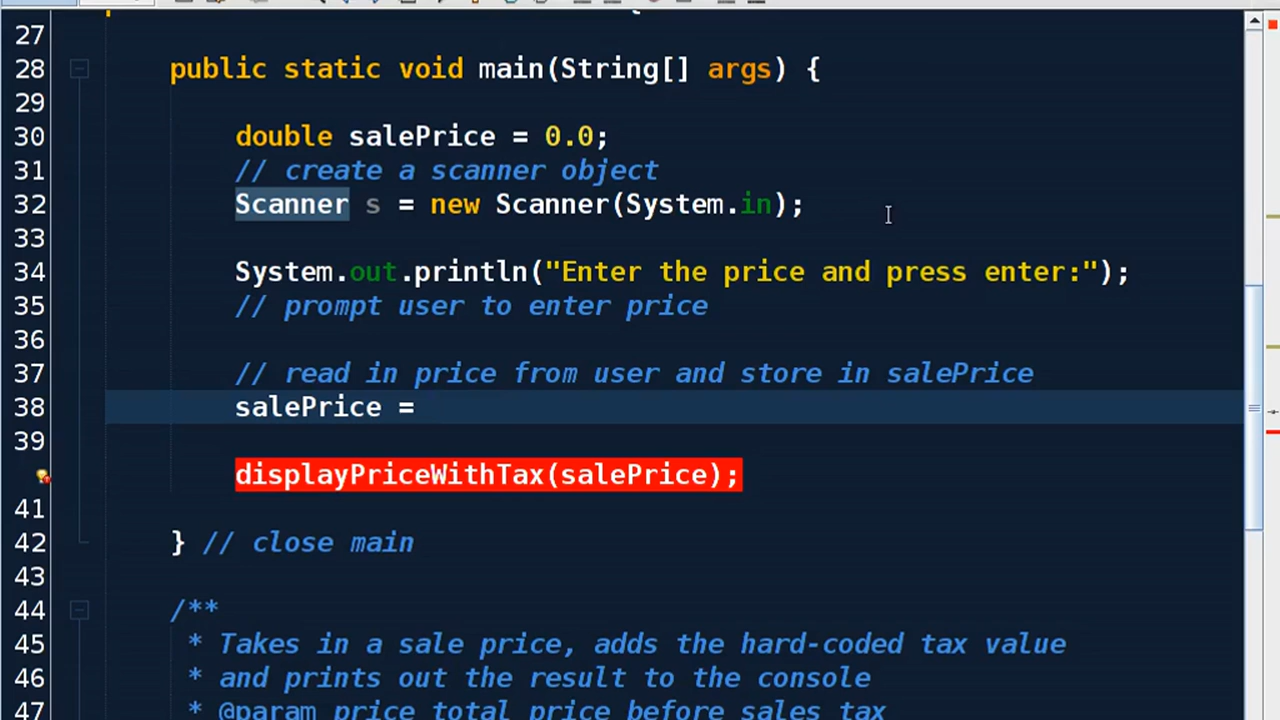 27
28 public static void main(String[] args) {
29
30 double salePrice = 0.0;
31 // create a scanner object
32 Scanner s = new Scanner(System.in);
33
34 System.out.println("Enter the price and press enter:");
35 // prompt user to enter price
36
37 // read in price from user and store in salePrice
38 salePrice =
39
displayPriceWithTax(salePrice);
41
42 } // close main
43
44 /**
45 * Takes in a sale price, adds the hard-coded tax value
46 * and prints out the result to the console
47 * @param price total price before sales tax